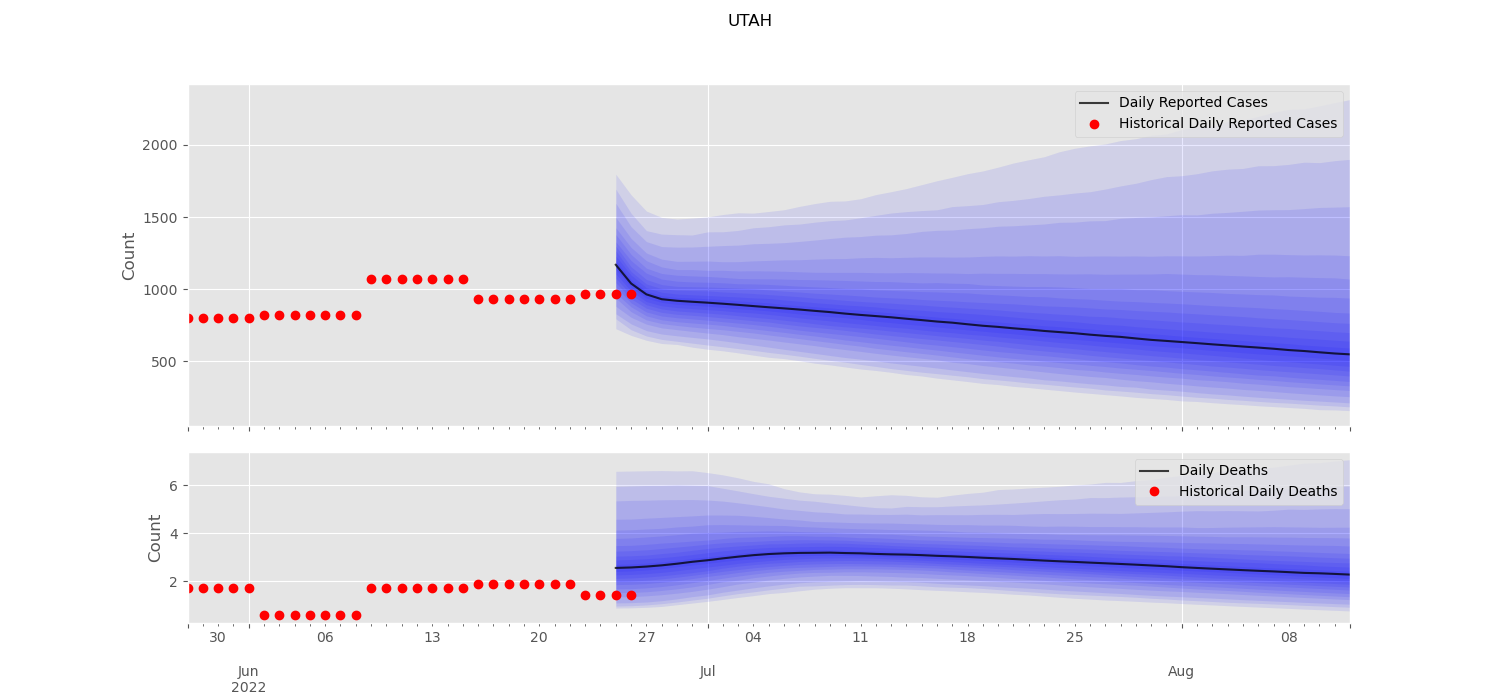 UTAH
Count
2000
1500
1000
500
Daily Reported Cases
Historical Daily Reported Cases
Count
6
4
2
Daily Deaths
Historical Daily Deaths
30 06 13 20 27 04 11 18 25 08
Jun Jul Aug
2022